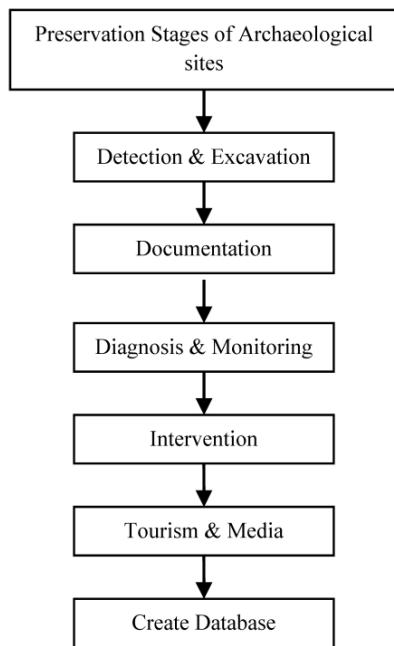 Preservation Stages of Archaeological
sites
Detection & Excavation
Documentation
Diagnosis & Monitoring
Intervention
Tourism & Media
Create Database